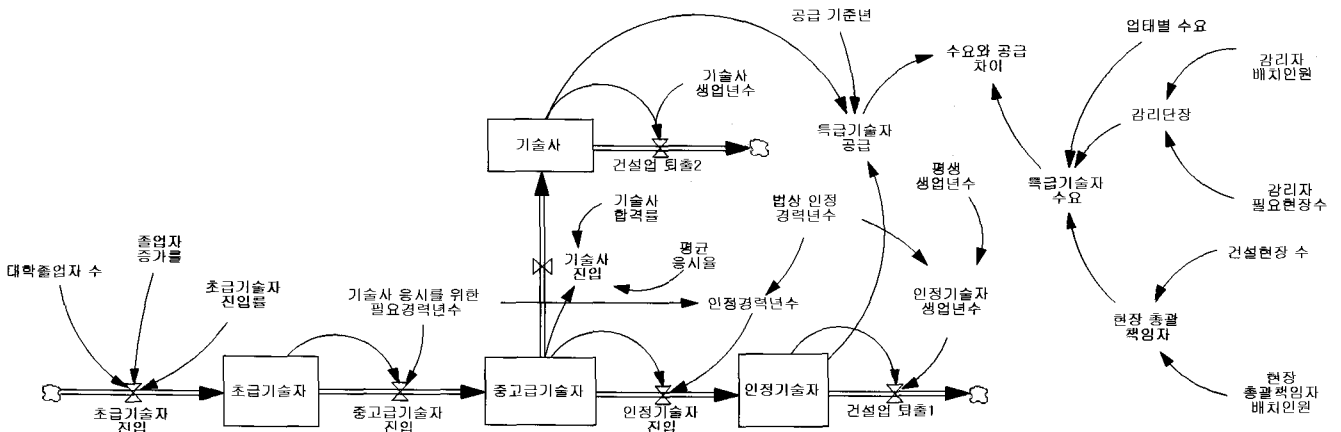 공급 기준년
업태별 수요
수요와 공급
차이
감리자
배치인원
기술사
생업년수
기술사
건설업 퇴출2
특급기술자
공급
감리단장
평생
생업년수
특급기술자
수요
감리자
필요현장수
기술사
합격률
법상 인정
경력년수
졸업자
증가률
대학졸업자 수
초급기술자
진입률
기술사 응시를 위한
필요경력년수
기술사
진입
평균
응시율
인정경력년수
인정기술자
생업년수
건설현장 수
현장 총괄
책임자
초급기술자
진입
초급기술자
중고급기술자
진입
중고급기술자
인정기술자
진입
인정기술자
건설업 퇴출1
현장
총괄책임자
배치인원